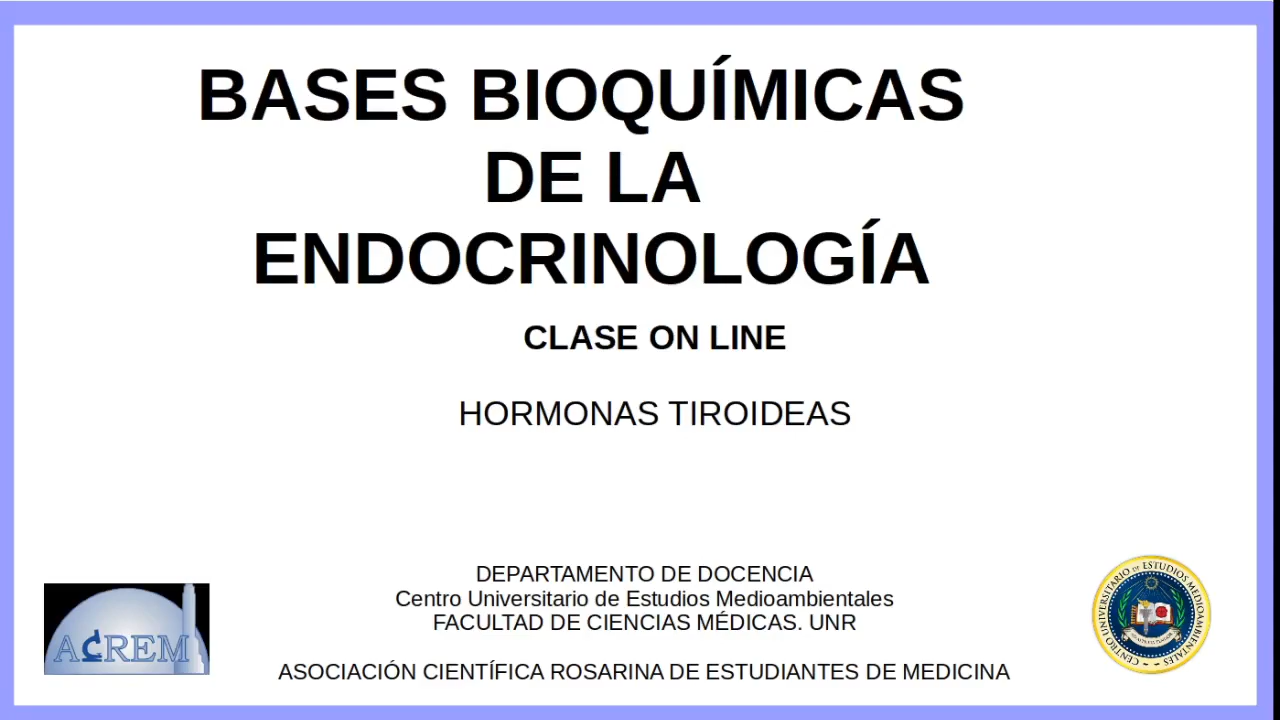 BASES BIOQUÍMICAS
DE LA
ENDOCRINOLOGÍA
CLASE ON LINE
HORMONAS TIROIDEAS
DEPARTAMENTO DE DOCENCIA
Centro Universitario de Estudios Medioambientales
FACULTAD DE CIENCIAS MÉDICAS. UNR
ASOCIACIÓN CIENTÍFICA ROSARINA DE ESTUDIANTES DE MEDICINA
ACREM
CENTRO UNIVERSITARIO DE ESTUDIOS MEDIOAMBIENTALES